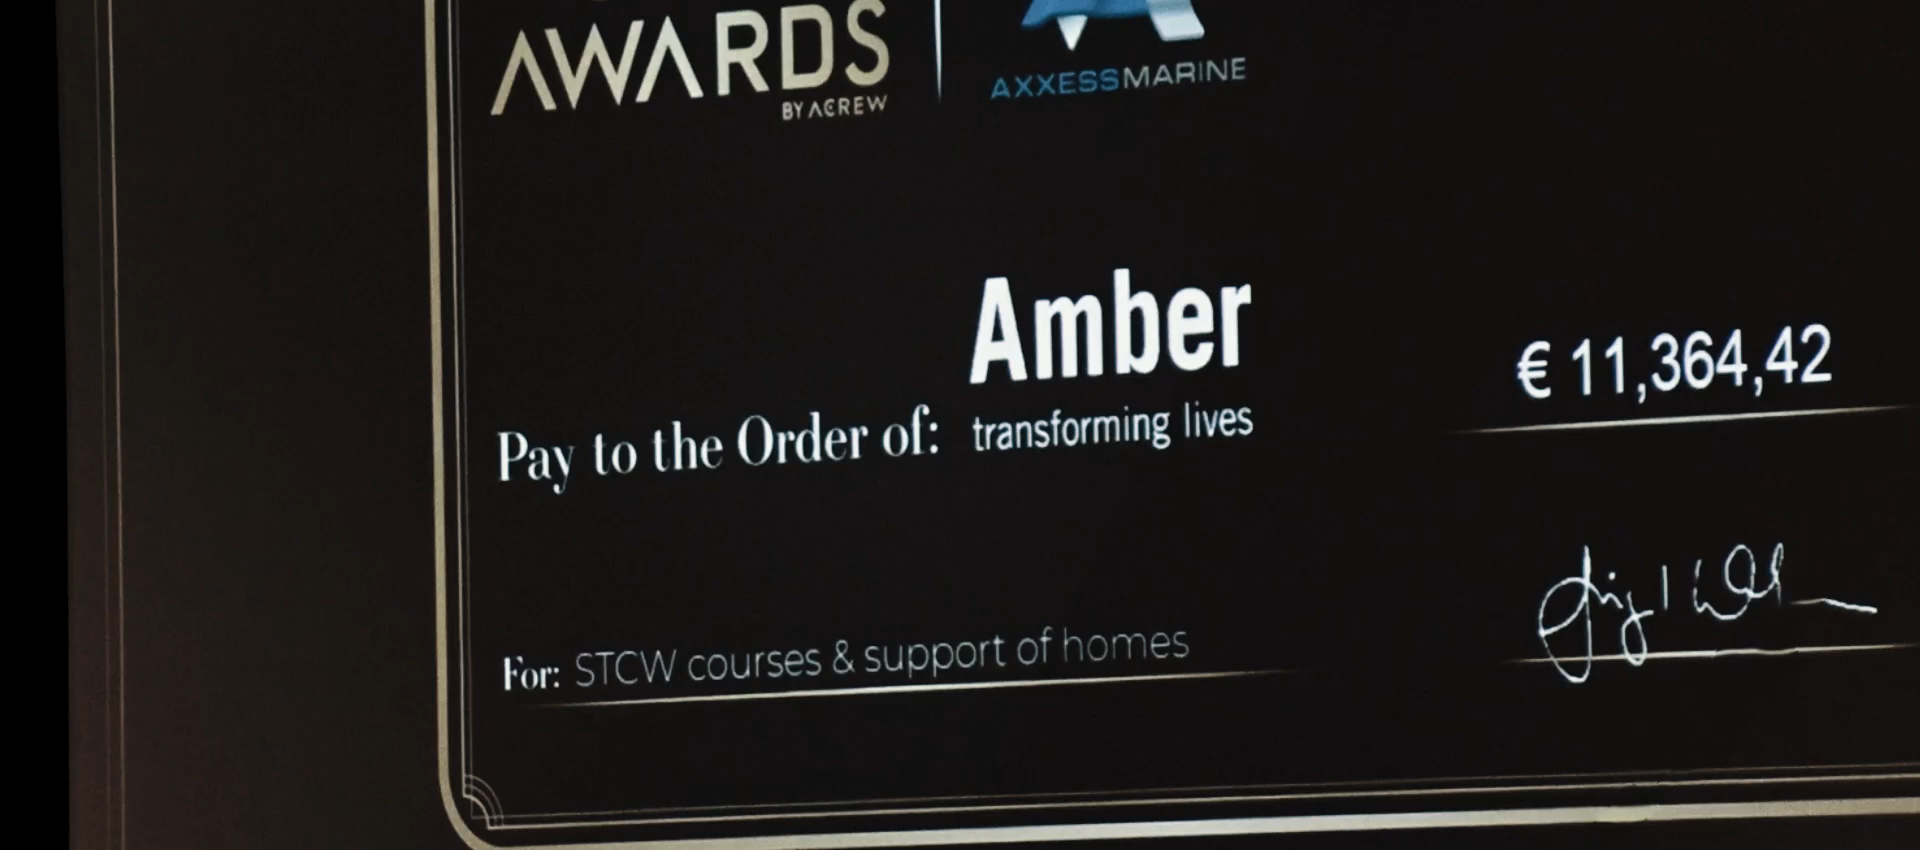 AWARDS
BY ACREW
AXXESSMARINE
Amber
transforming lives
Pay to the Order of:
€ 11,364,42
For: STCW courses & support of homes